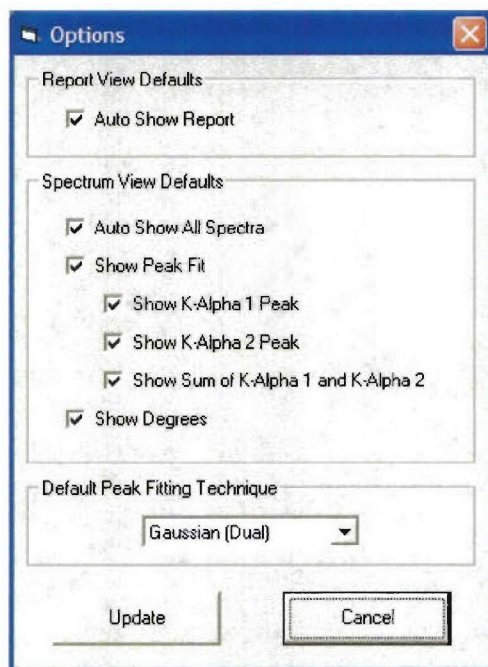 Options
Report View Defaults
Auto Show Report
Spectrum View Defaults
Auto Show All Spectra
Show Peak Fit
Show K-Alpha 1 Peak
Show K-Alpha 2 Peak
Show Sum of K-Alpha 1 and K-Alpha 2
Show Degrees
Default Peak Fitting Technique
Gaussian (Dual)
Update
Cancel